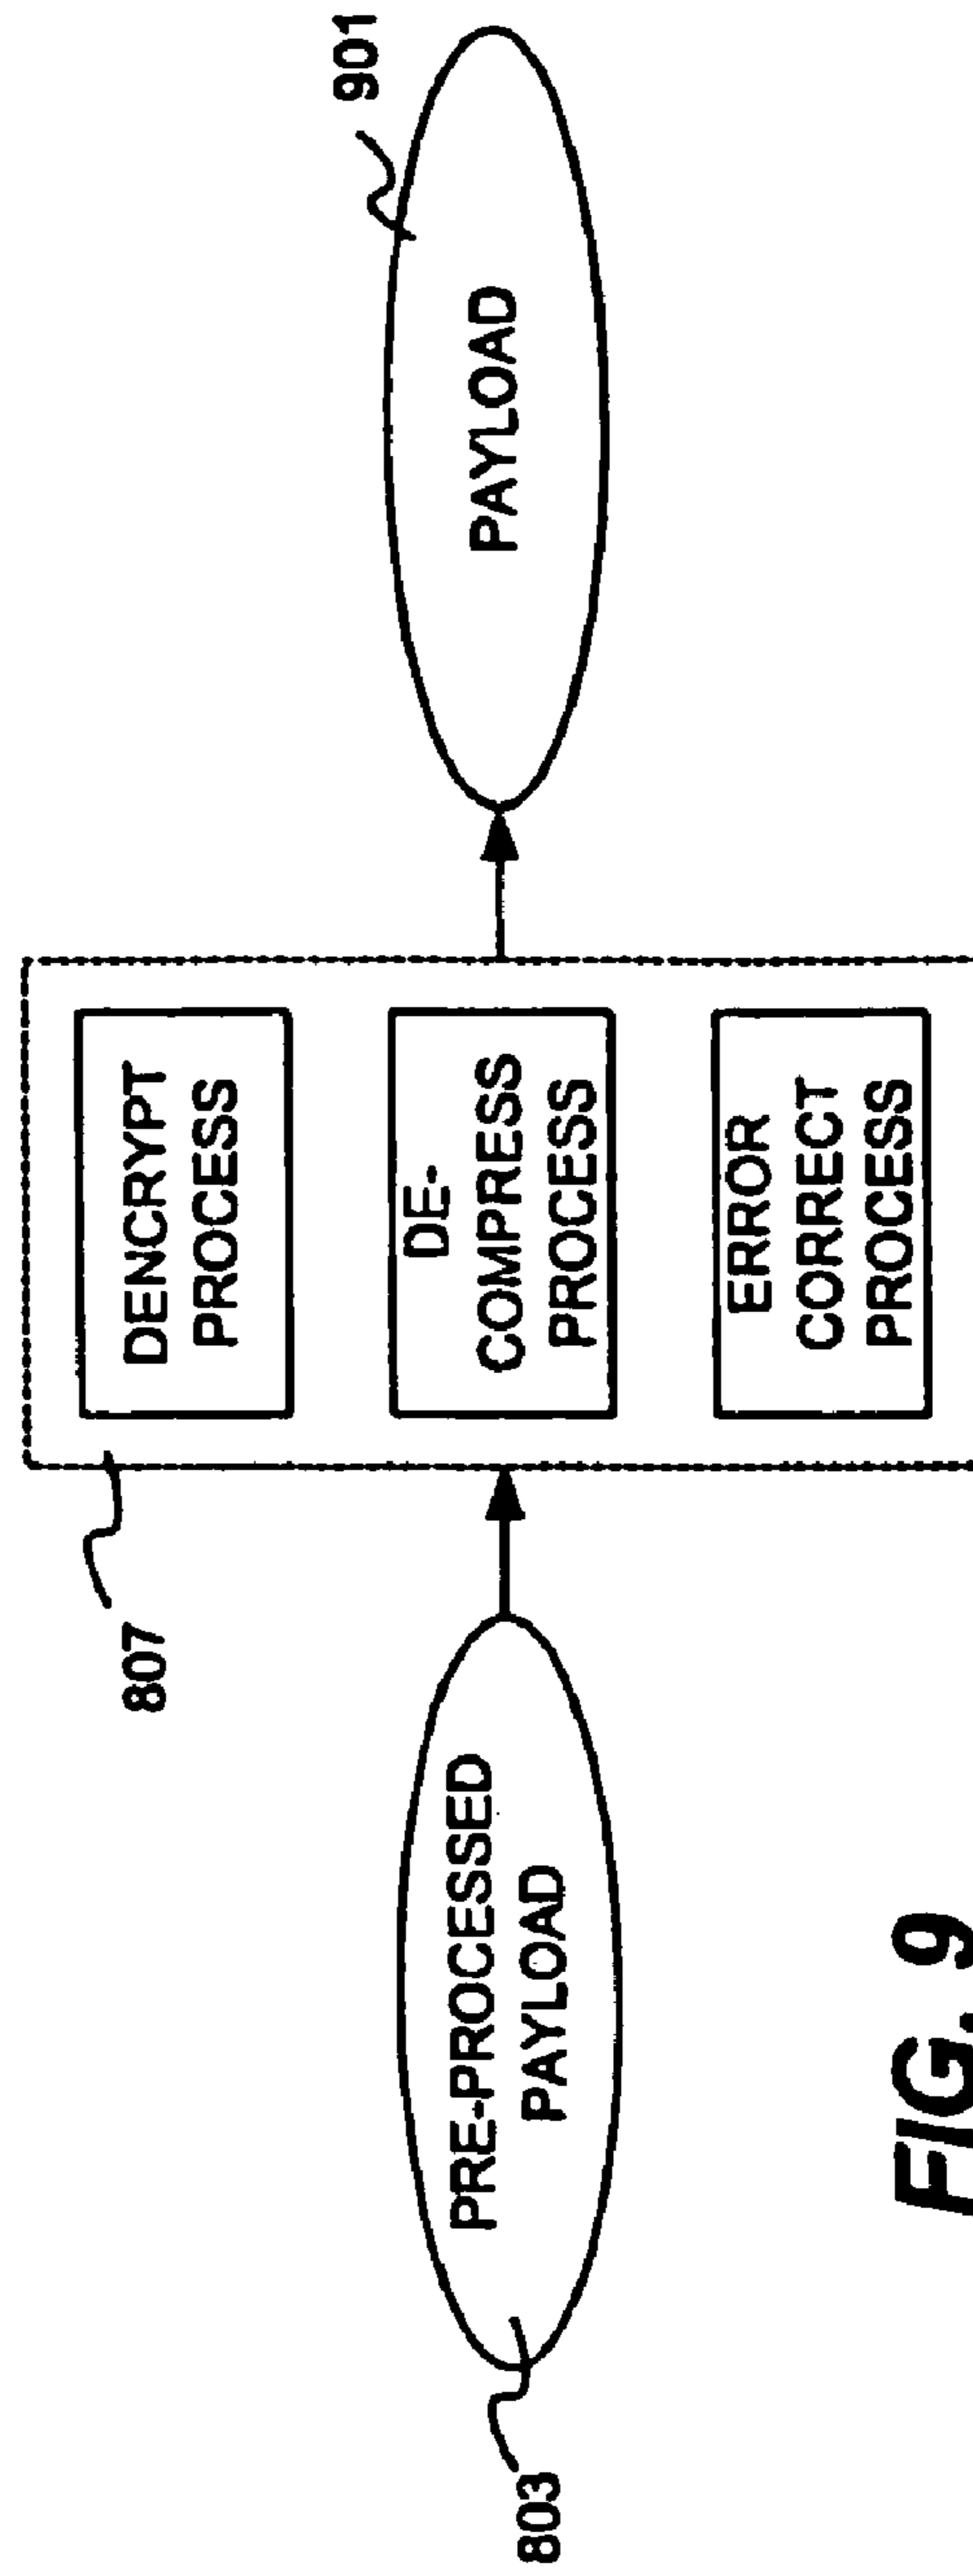 803
PRE-PROCESSED
PAYLOAD
807
DENCRYPT
PROCESS
DE-
COMPRESS
PROCESS
ERROR
CORRECT
PROCESS
901
PAYLOAD
FIG. 9